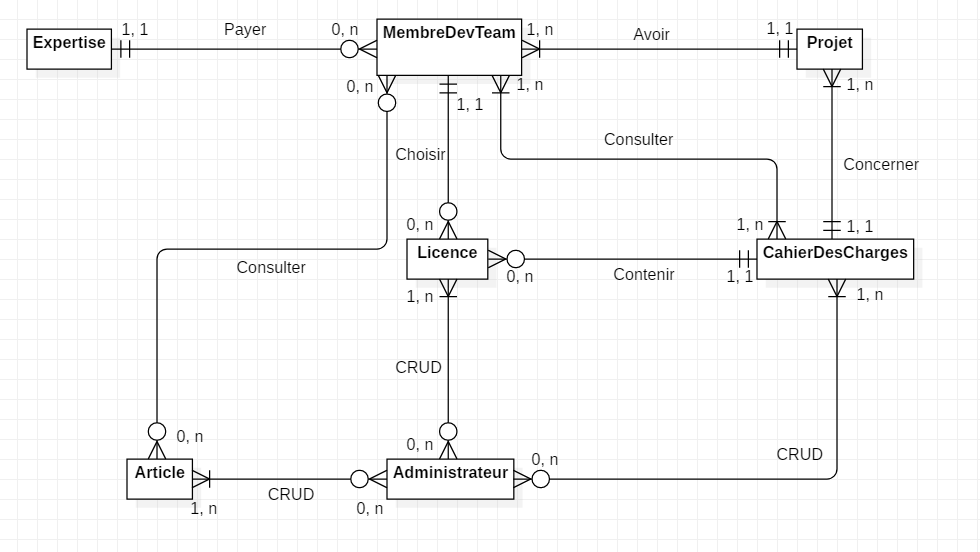 1, 1
Payer
0, n
MembreDevTeam
1, n
Avoir
1, 1
Projet
Expertise
0, n
1, 1
1, n
1, n
Choisir
Consulter
Concerner
0, n
1, n
1, 1
Licence
CahierDesCharges
Consulter
0, n
Contenir
1, 1
1, n
1, n
CRUD
0, n
0, n
0, n
CRUD
Article
Administrateur
CRUD
1, n
0, n